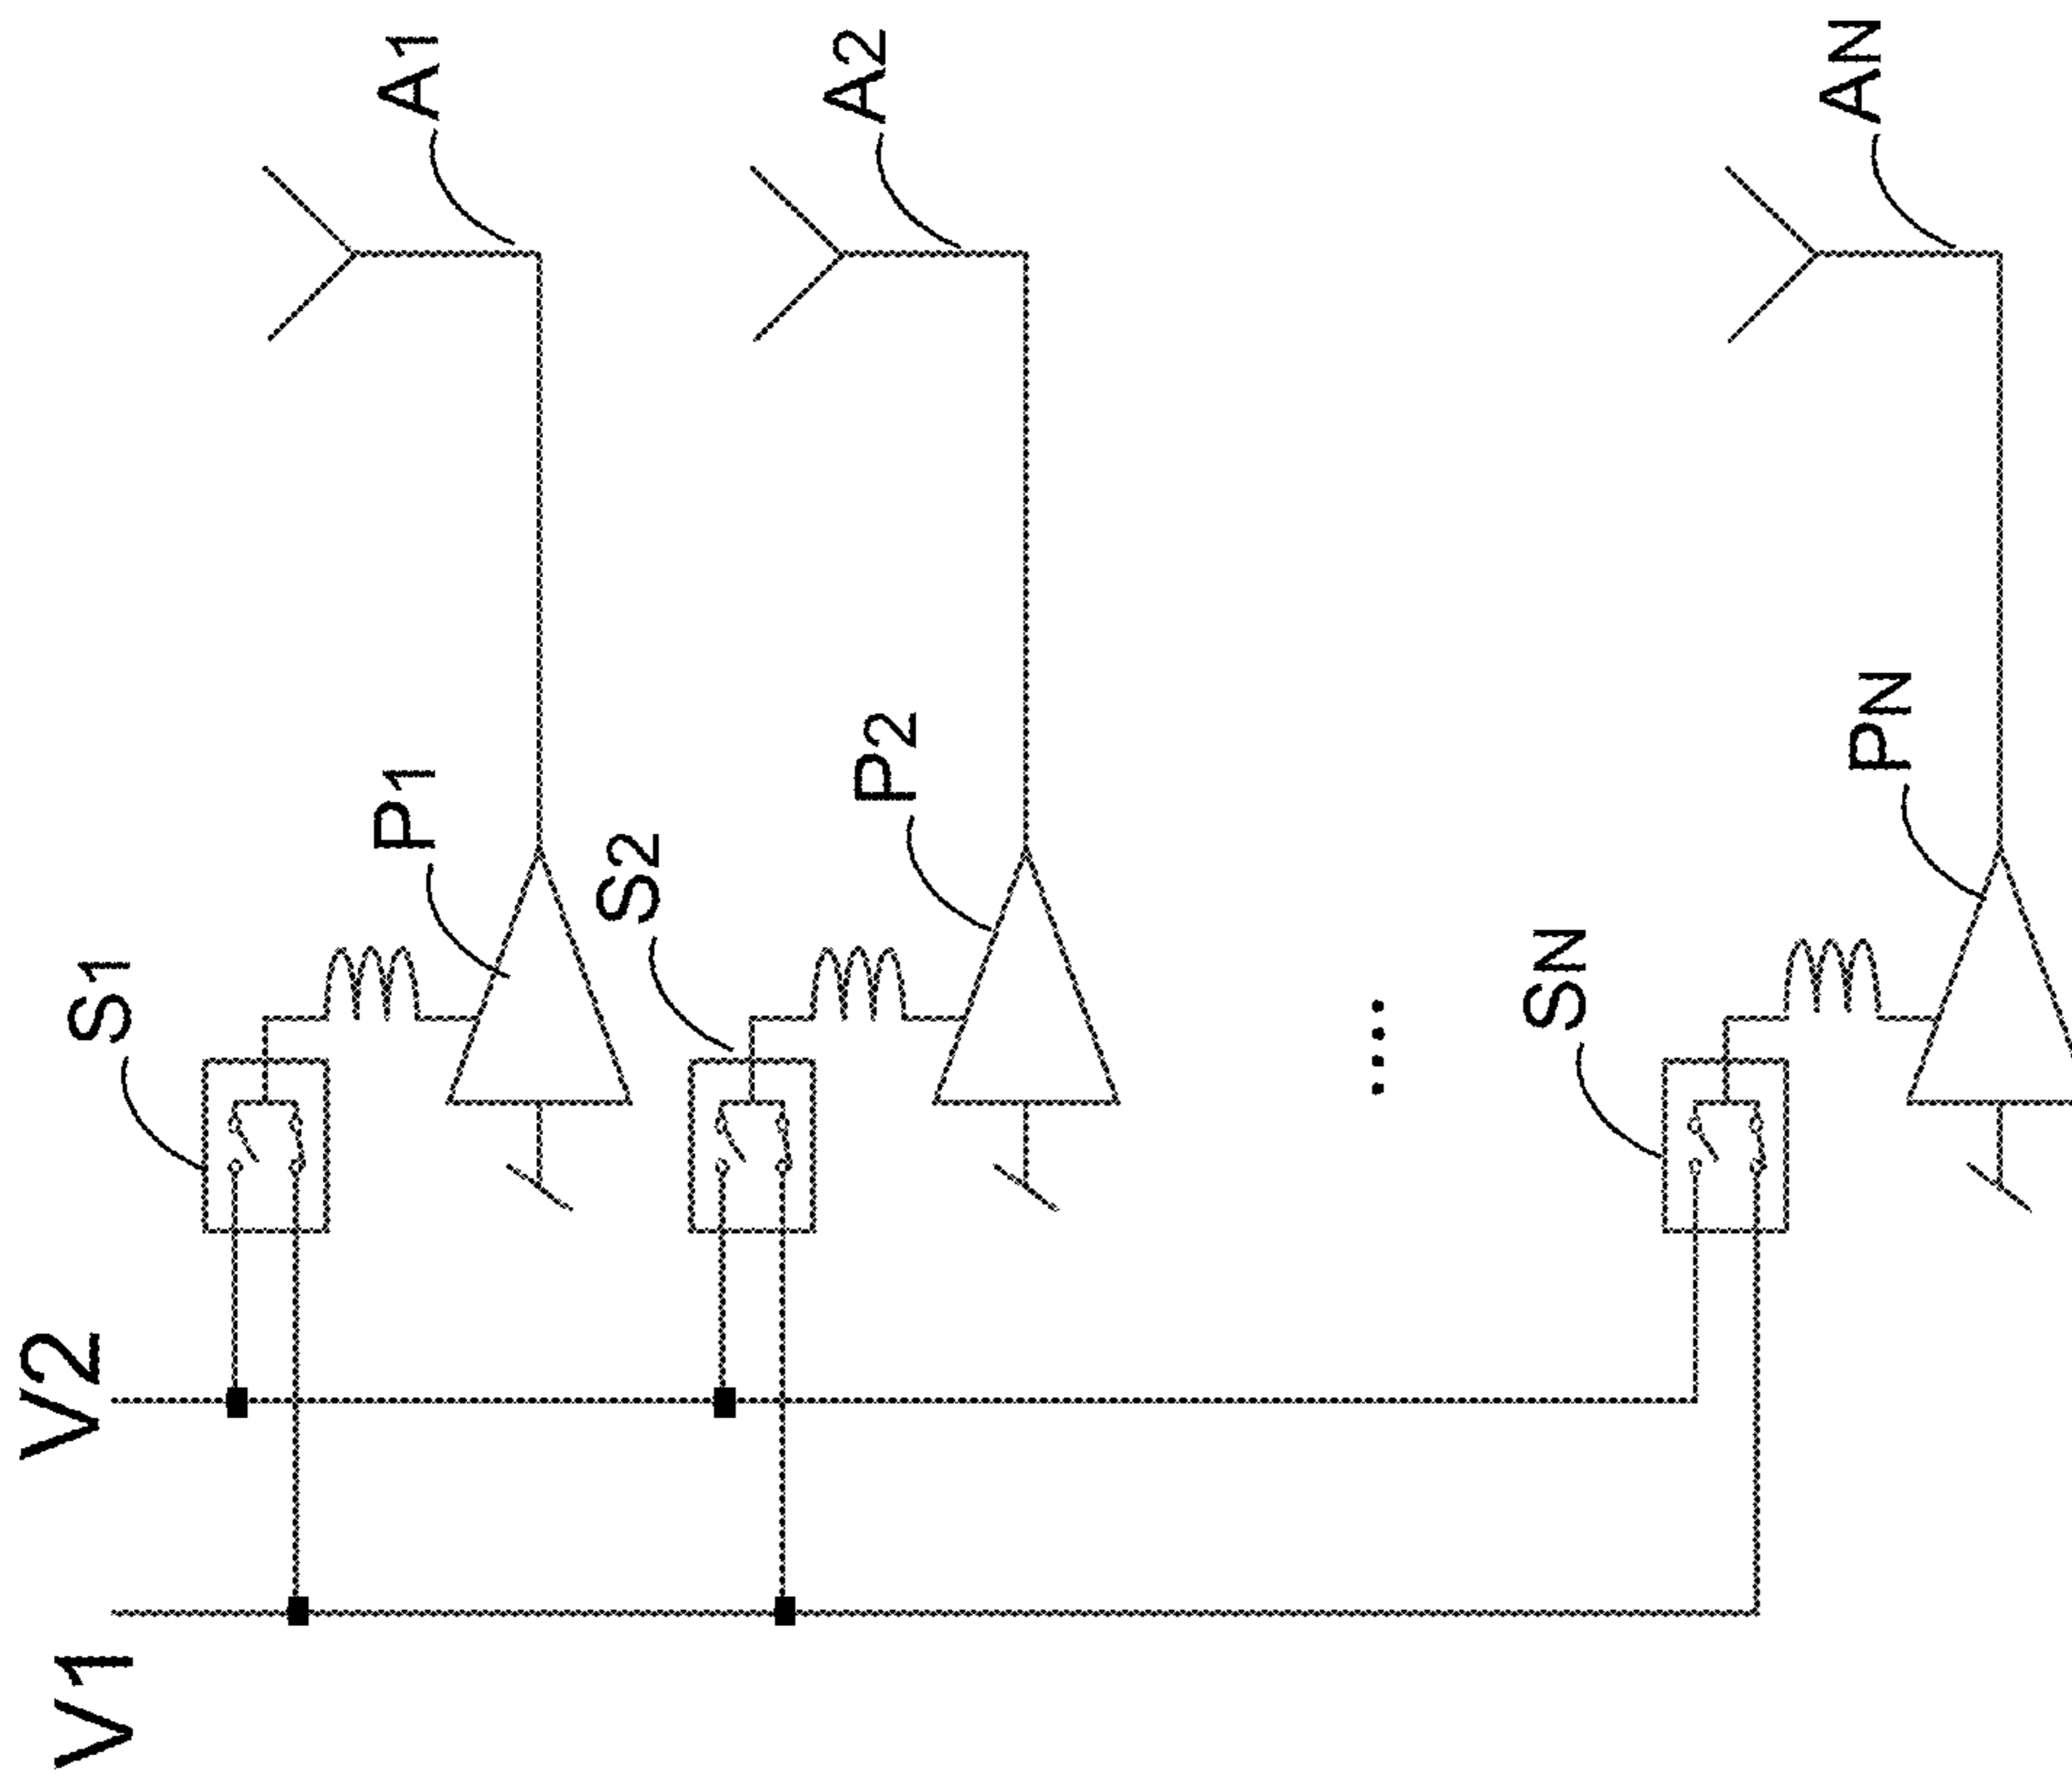 V1
V2
S1
P1
A1
S2
P2
A2
....
SN
PN
AN